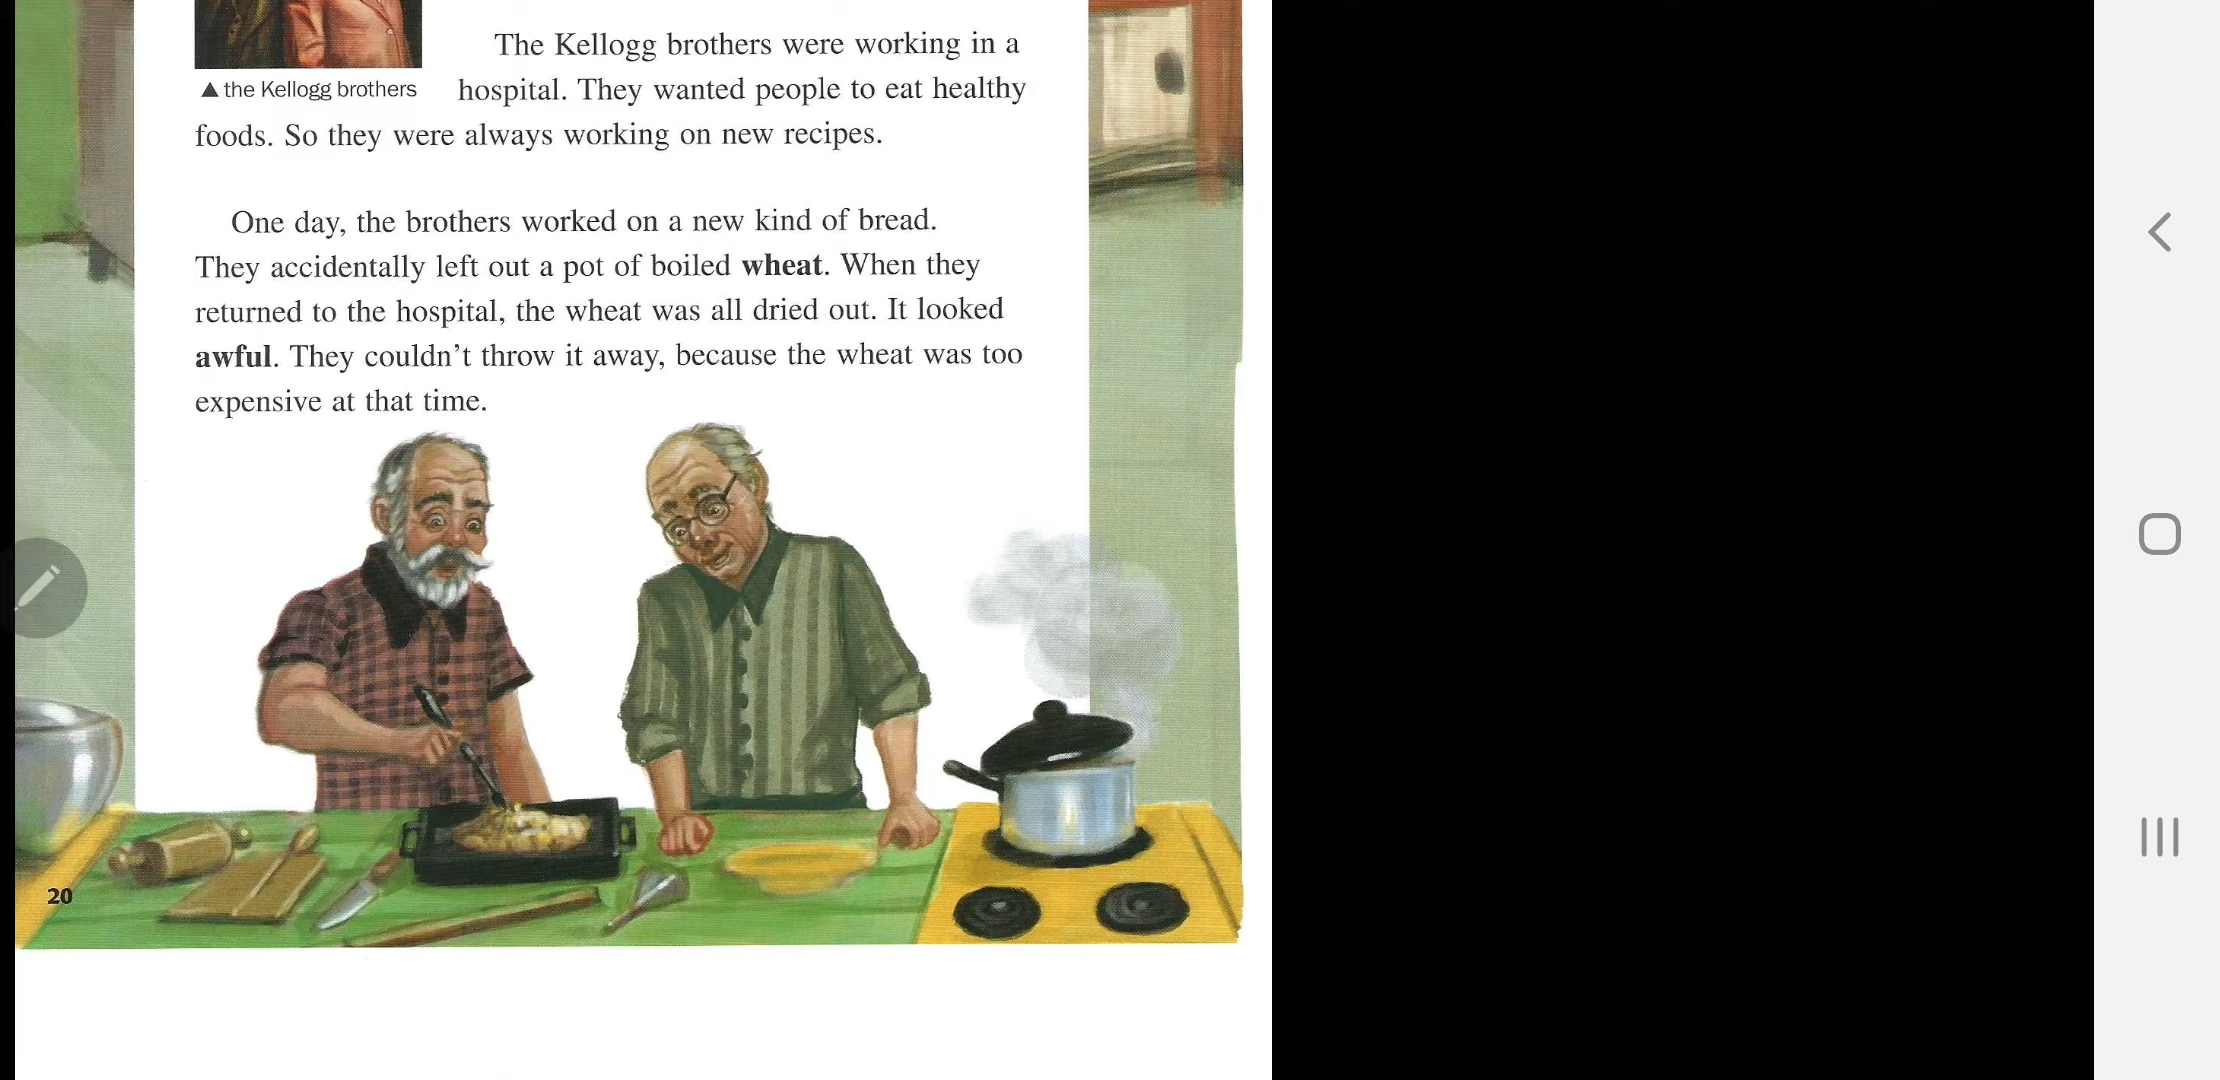 The Kellogg brothers were working in a
▲ the Kellogg brothers
hospital. They wanted people to eat healthy
foods. So they were always working on new recipes.
One day, the brothers worked on a new kind of bread.
They accidentally left out a pot of boiled wheat. When they
returned to the hospital, the wheat was all dried out. It looked
awful. They couldn’t throw it away, because the wheat was too
expensive at that time.
20